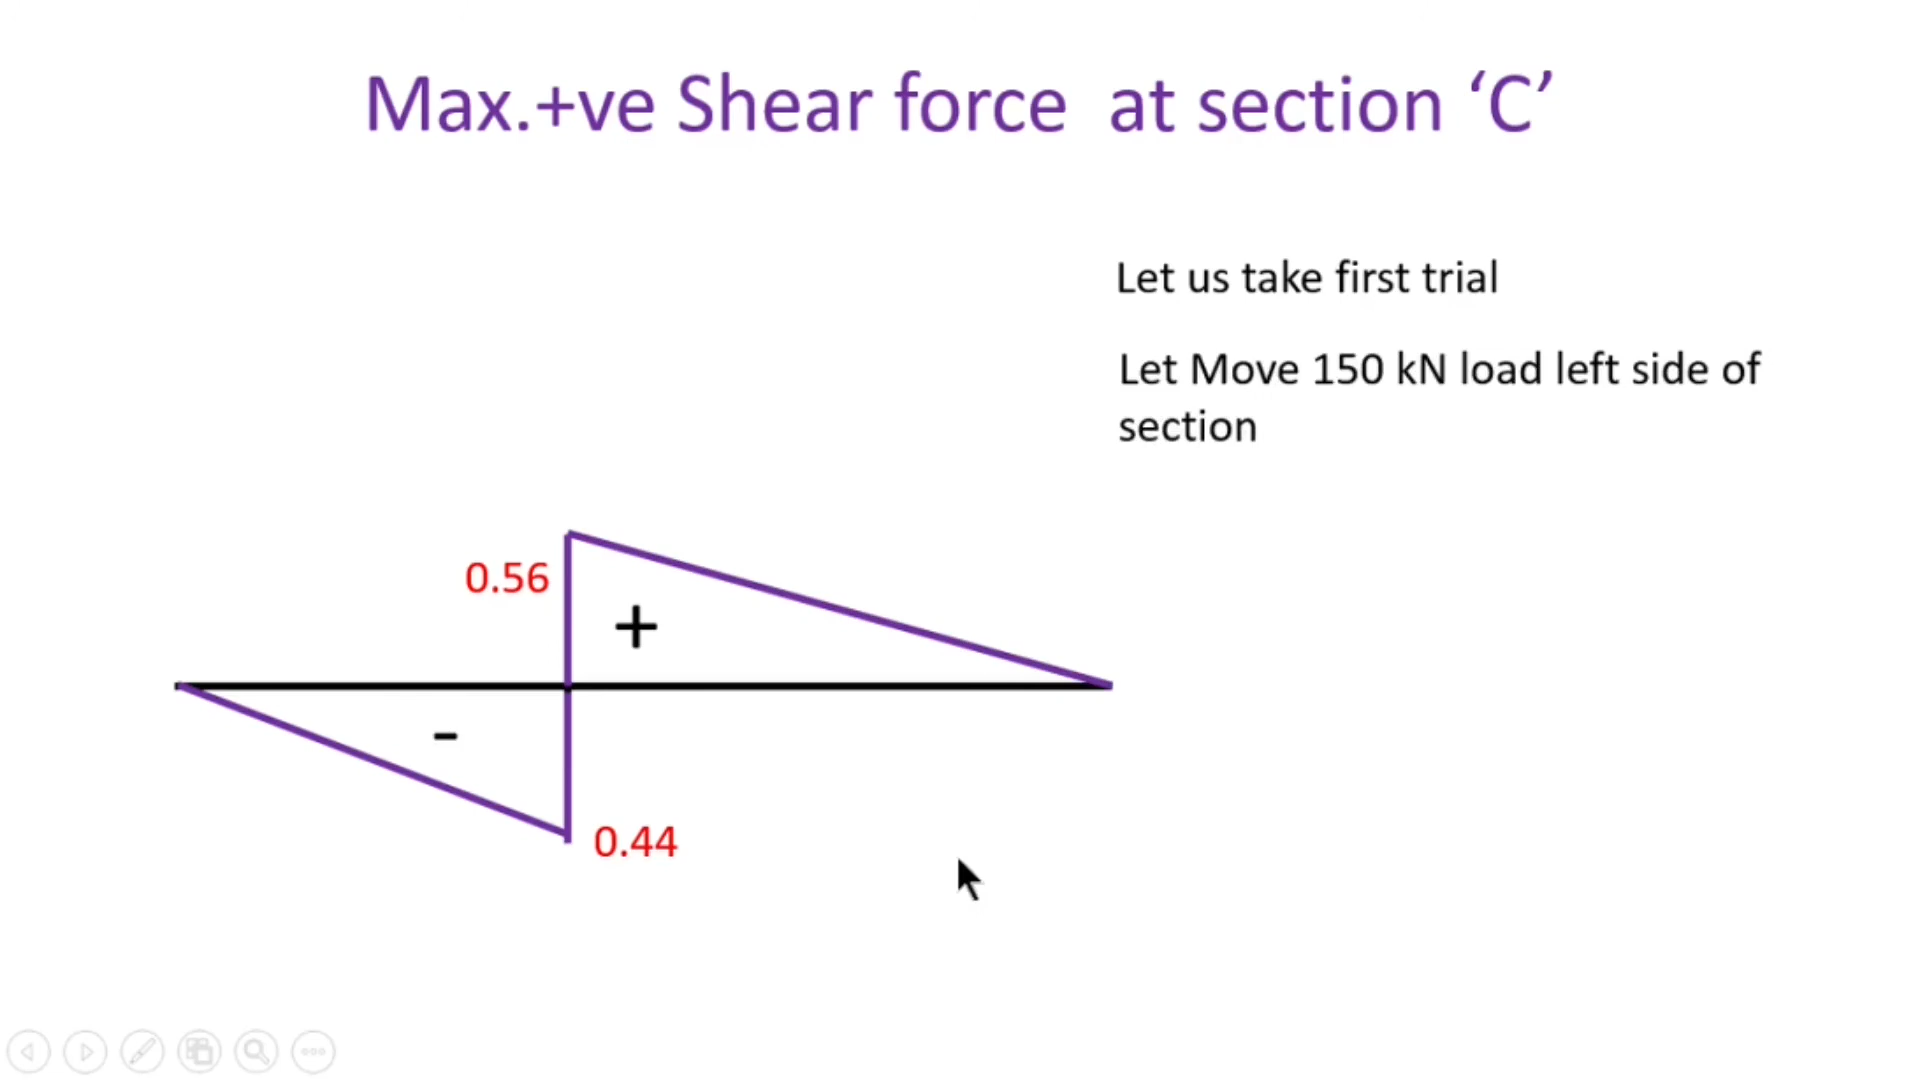 Max.+ve Shear force at section ‘C’
Let us take first trial
Let Move 150 kN load left side of
section
0.56
+
-
0.44